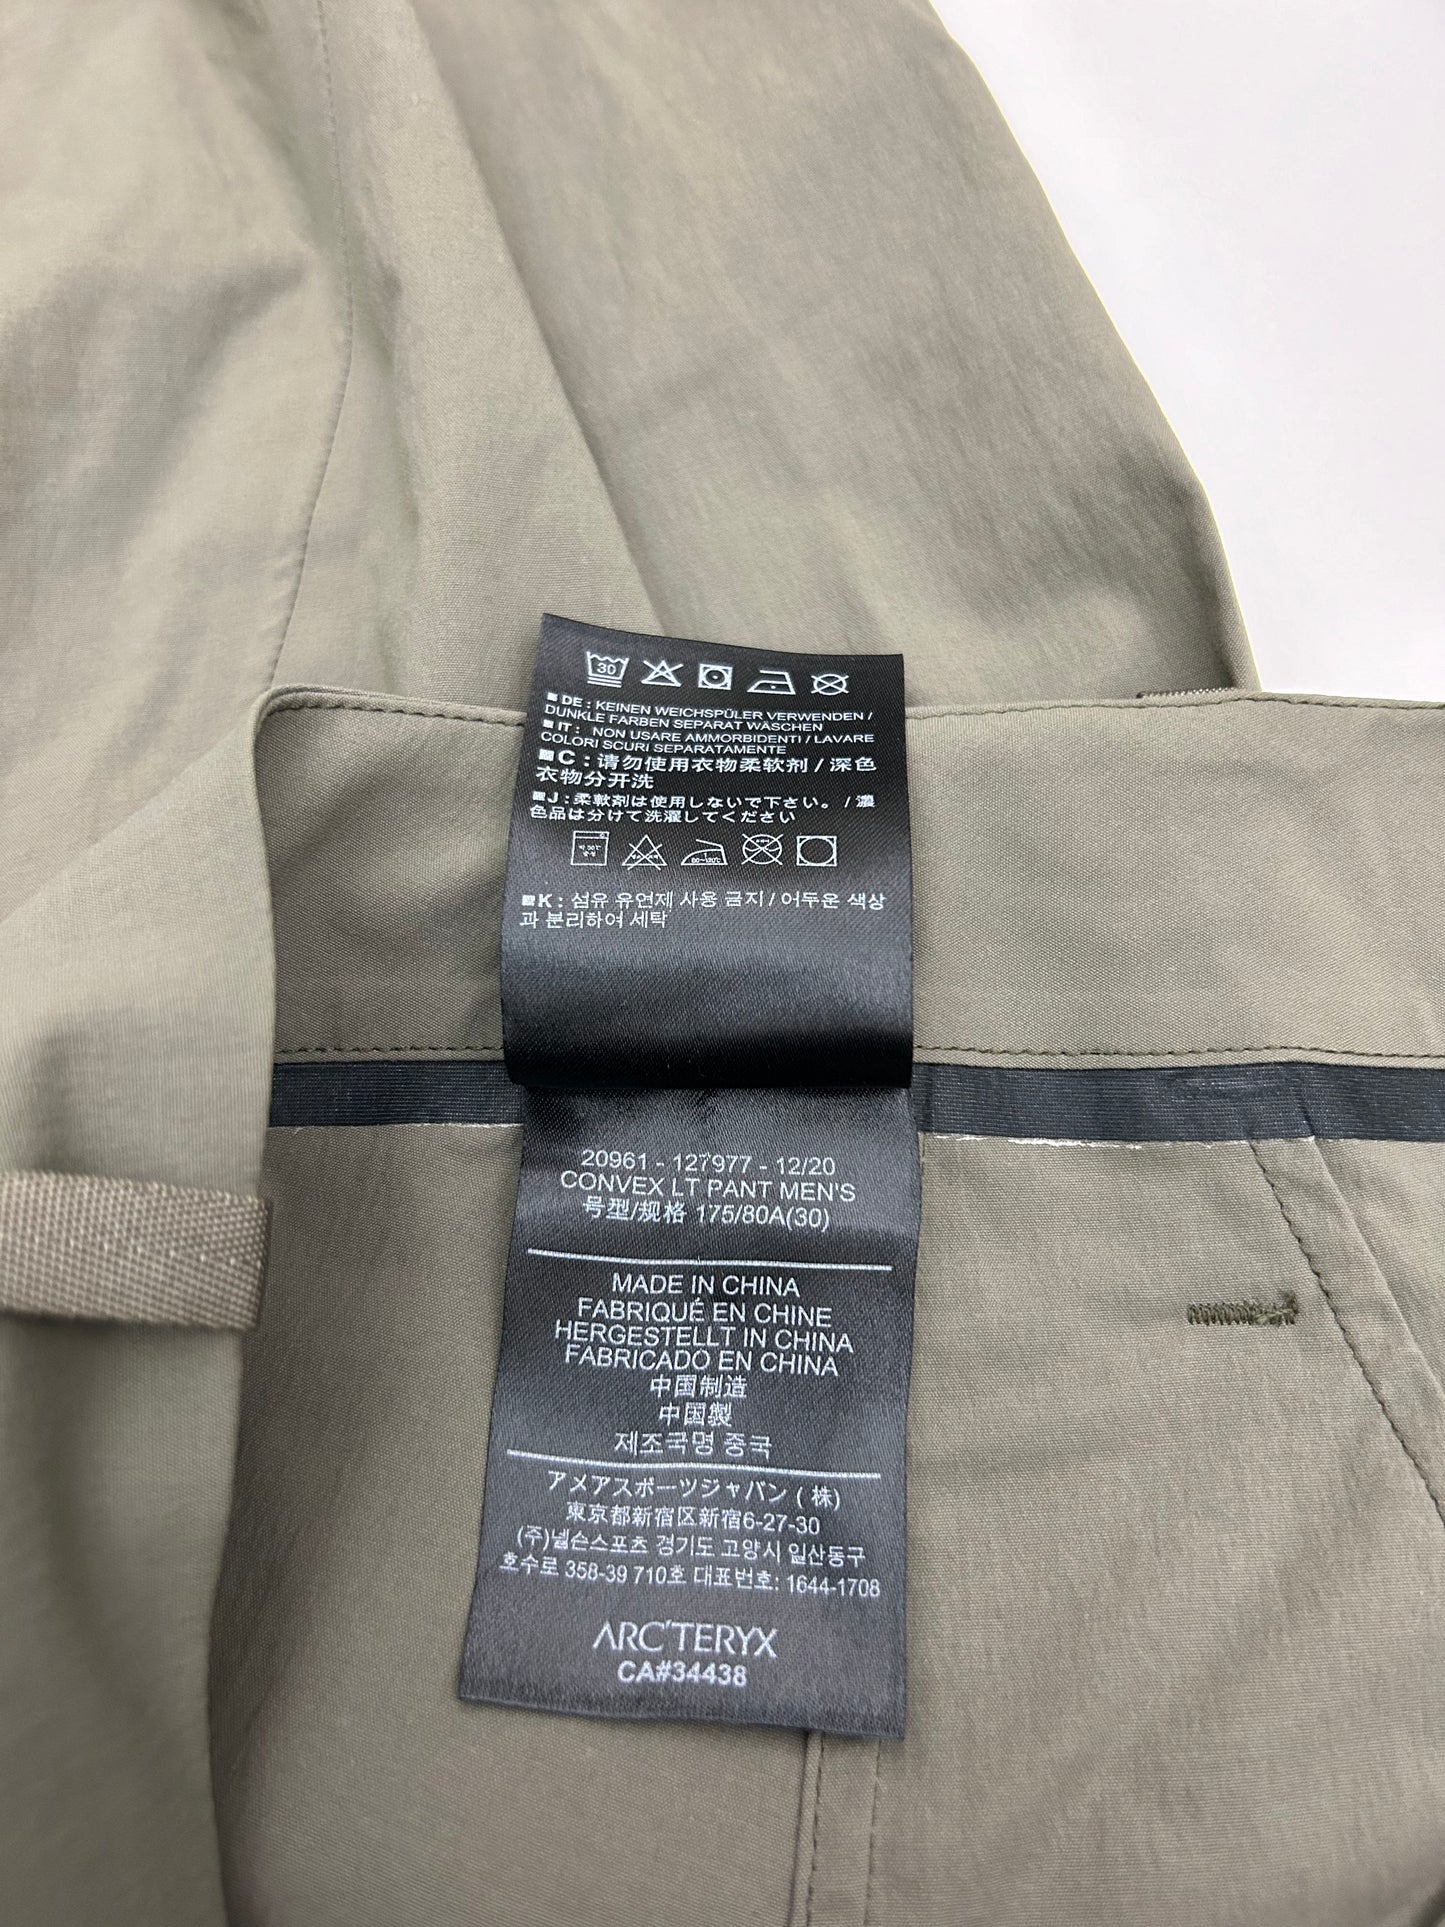 30
■ DE : KEINEN WEICHSPÜLER VERWENDEN /
DUNKLE FARBEN SEPARAT WASCHEN
■ IT : NON USARE AMMORBIDENTI / LAVARE
COLORI SCURI SEPARATAMENTE
■C : 请勿使用衣物柔软剂 / 深色
衣物分开洗
■J : 柔軟剤は使用しないで下さい。 / 濃
色品は分けて洗濯してください
■K : 섬유 유연제 사용 금지 / 어두운 색상
과 분리하여 세탁
20961 - 127977 - 12/20
CONVEX LT PANT MEN'S
号型/规格 175/80A(30)
MADE IN CHINA
FABRIQUÉ EN CHINE
HERGESTELLT IN CHINA
FABRICADO EN CHINA
中国制造
中国製
제조국명 중국
アメアスポーツジャパン ( 株)
東京都新宿区新宿6-27-30
(주)넬슨스포츠 경기도 고양시 일산동구
호수로 358-39 710호 대표번호: 1644-1708
ARC'TERYX
CA#34438